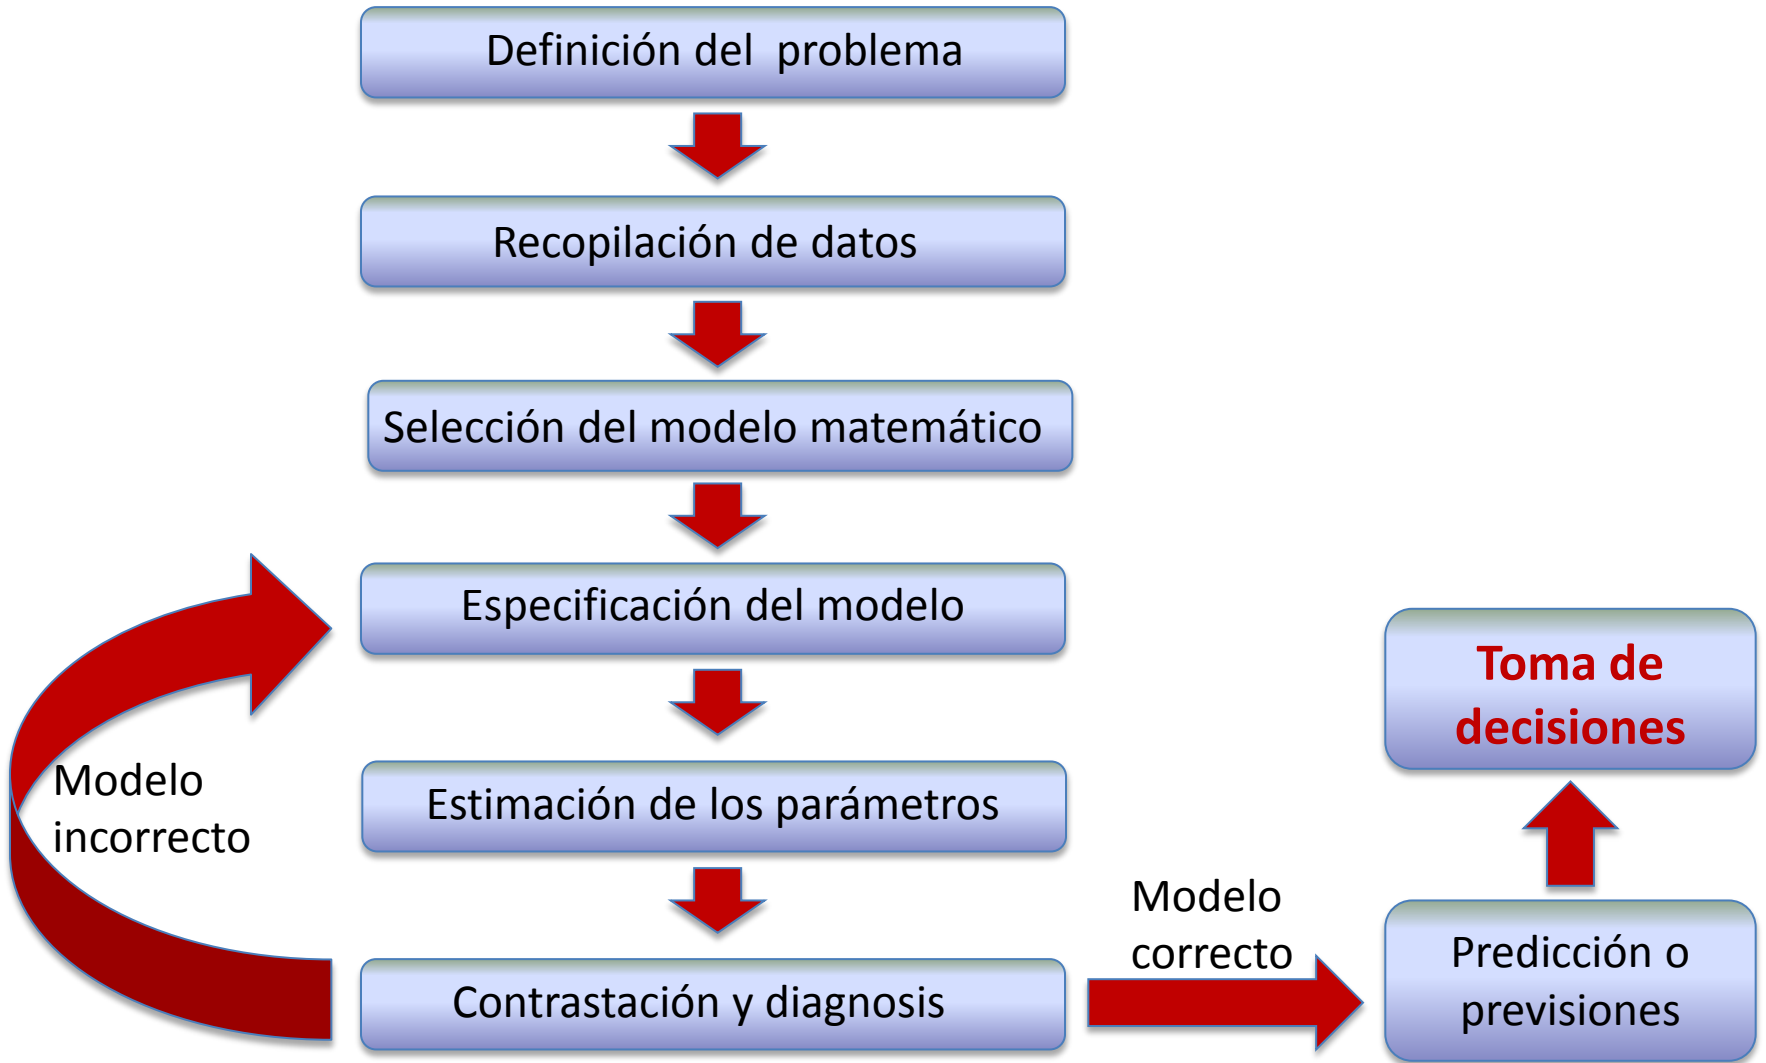 Definición del problema
Recopilación de datos
Selección del modelo matemático
Especificación del modelo
Estimación de los parámetros
Contrastación y diagnosis
Modelo
incorrecto
Modelo
correcto
Predicción o
previsiones
Toma de
decisiones